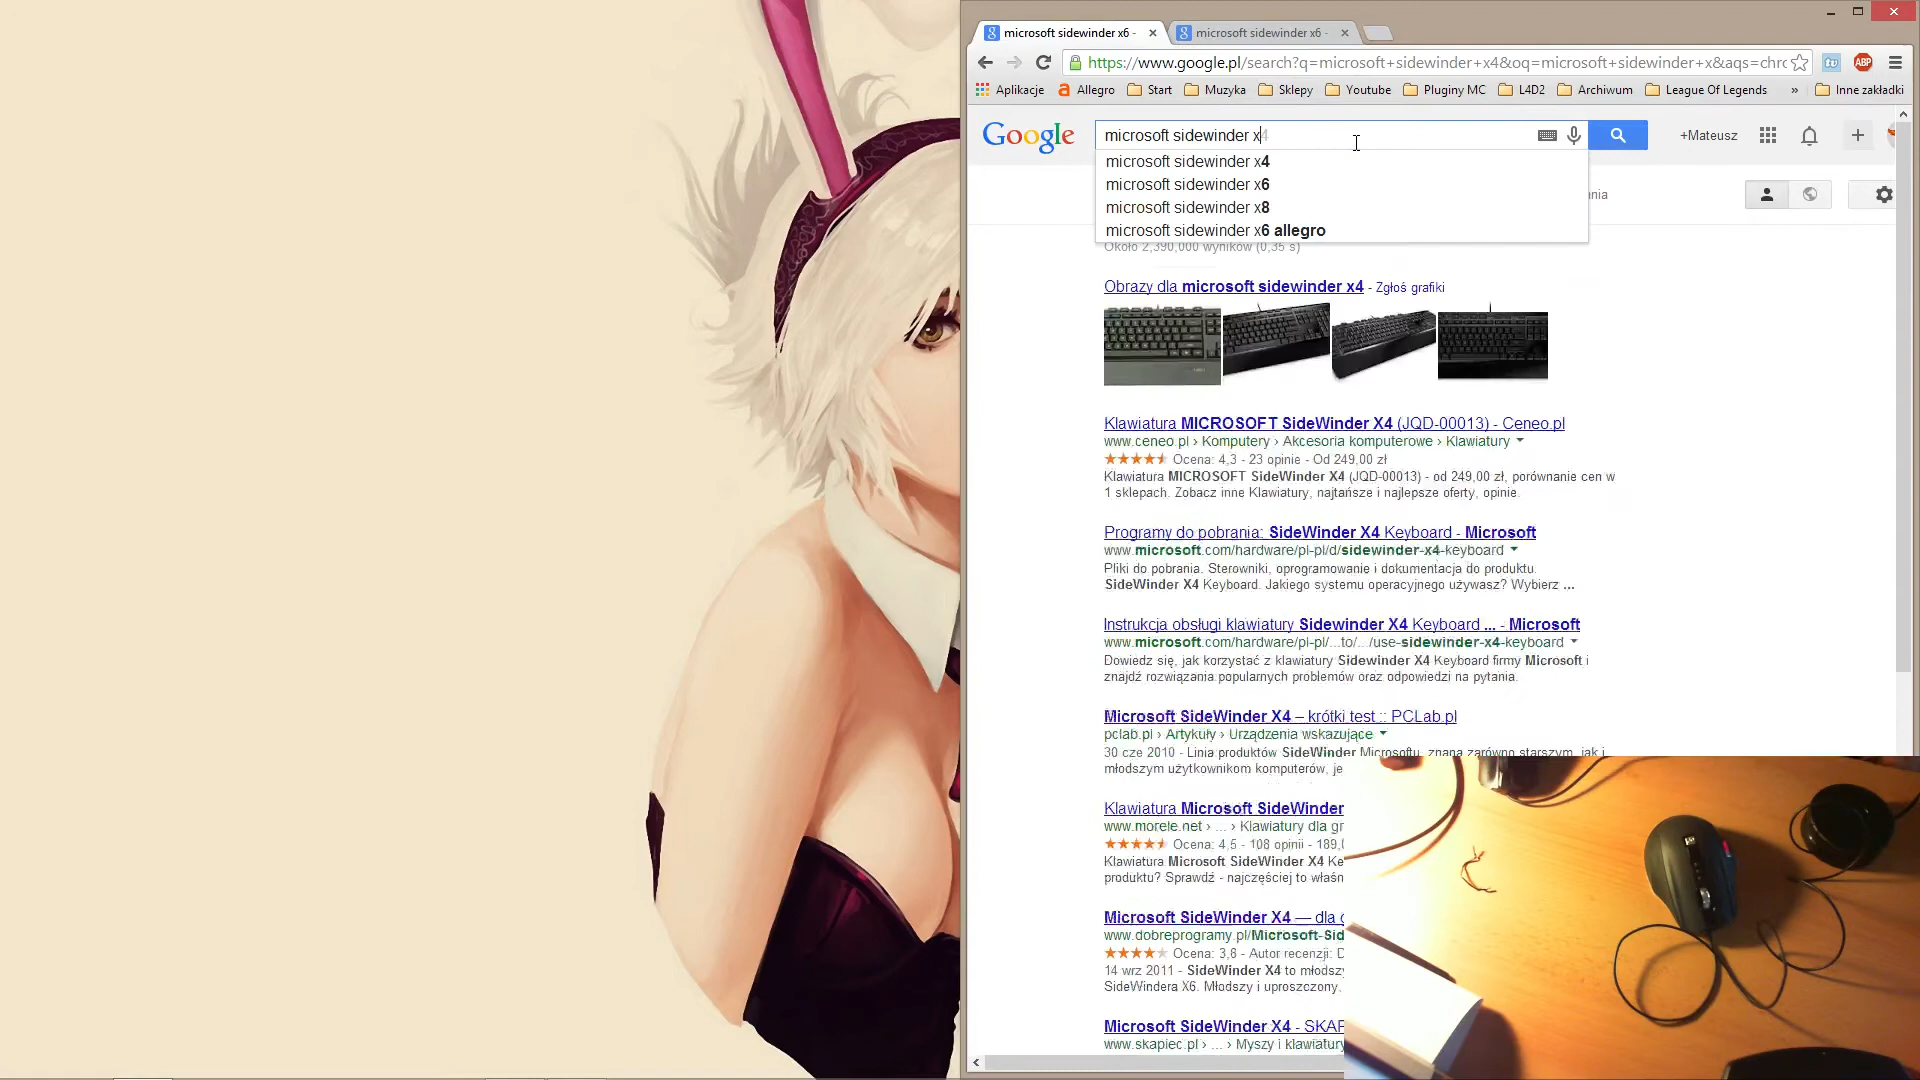 microsoft sidewinder x6 -
microsoft sidewinder x6 -
https://www.google.pl/search?q=microsoft+sidewinder+x4&oq=microsoft+sidewinder+x&aqs=chrc
ABP
Aplikacje
Allegro
Start
Muzyka
Sklepy
Youtube
Pluginy MC
L4D2
Archiwum
League Of Legends
»
Inne zakładki
Google
microsoft sidewinder x4
+Mateusz
microsoft sidewinder x4
microsoft sidewinder x6
microsoft sidewinder x8
microsoft sidewinder x6 allegro
Około 2,390,000 wyników (0,35 s)
Obrazy dla microsoft sidewinder x4 - Zgłoś grafiki
Klawiatura MICROSOFT SideWinder X4 (JQD-00013) - Ceneo.pl
www.ceneo.pl › Komputery › Akcesoria komputerowe › Klawiatury
Ocena: 4,3 - 23 opinie - Od 249,00 zł
Klawiatura MICROSOFT SideWinder X4 (JQD-00013) - od 249,00 zł, porównanie cen w
1 sklepach. Zobacz inne Klawiatury, najtańsze i najlepsze oferty, opinie.
Programy do pobrania: SideWinder X4 Keyboard - Microsoft
www.microsoft.com/hardware/pl-pl/d/sidewinder-x4-keyboard
Pliki do pobrania. Sterowniki, oprogramowanie i dokumentacja do produktu.
SideWinder X4 Keyboard. Jakiego systemu operacyjnego używasz? Wybierz ...
Instrukcja obsługi klawiatury Sidewinder X4 Keyboard ... - Microsoft
www.microsoft.com/hardware/pl-pl/...to/.../use-sidewinder-x4-keyboard
Dowiedz się, jak korzystać z klawiatury Sidewinder X4 Keyboard firmy Microsoft i
znajdź rozwiązania popularnych problemów oraz odpowiedzi na pytania.
Microsoft SideWinder X4 – krótki test :: PCLab.pl
pclab.pl › Artykuły › Urządzenia wskazujące
30 cze 2010 - Linia produktów SideWinder Microsoftu, znana zarówno starszym, jak i
młodszym użytkownikom komputerów, je
Klawiatura Microsoft SideWinder
www.morele.net › ... › Klawiatury dla gr
Ocena: 4,5 - 108 opinii - 189,0
Klawiatura Microsoft SideWinder X4 Ke
produktu? Sprawdź - najczęściej to właśn
Microsoft SideWinder X4 — dla g
www.dobreprogramy.pl/Microsoft-Sid
Ocena: 3,8 - Autor recenzji: D
14 wrz 2011 - SideWinder X4 to młodszy
SideWindera X6. Młodszy i uproszczony.
Microsoft SideWinder X4 - SKAP
www.skapiec.pl › ... › Myszy i klawiatury